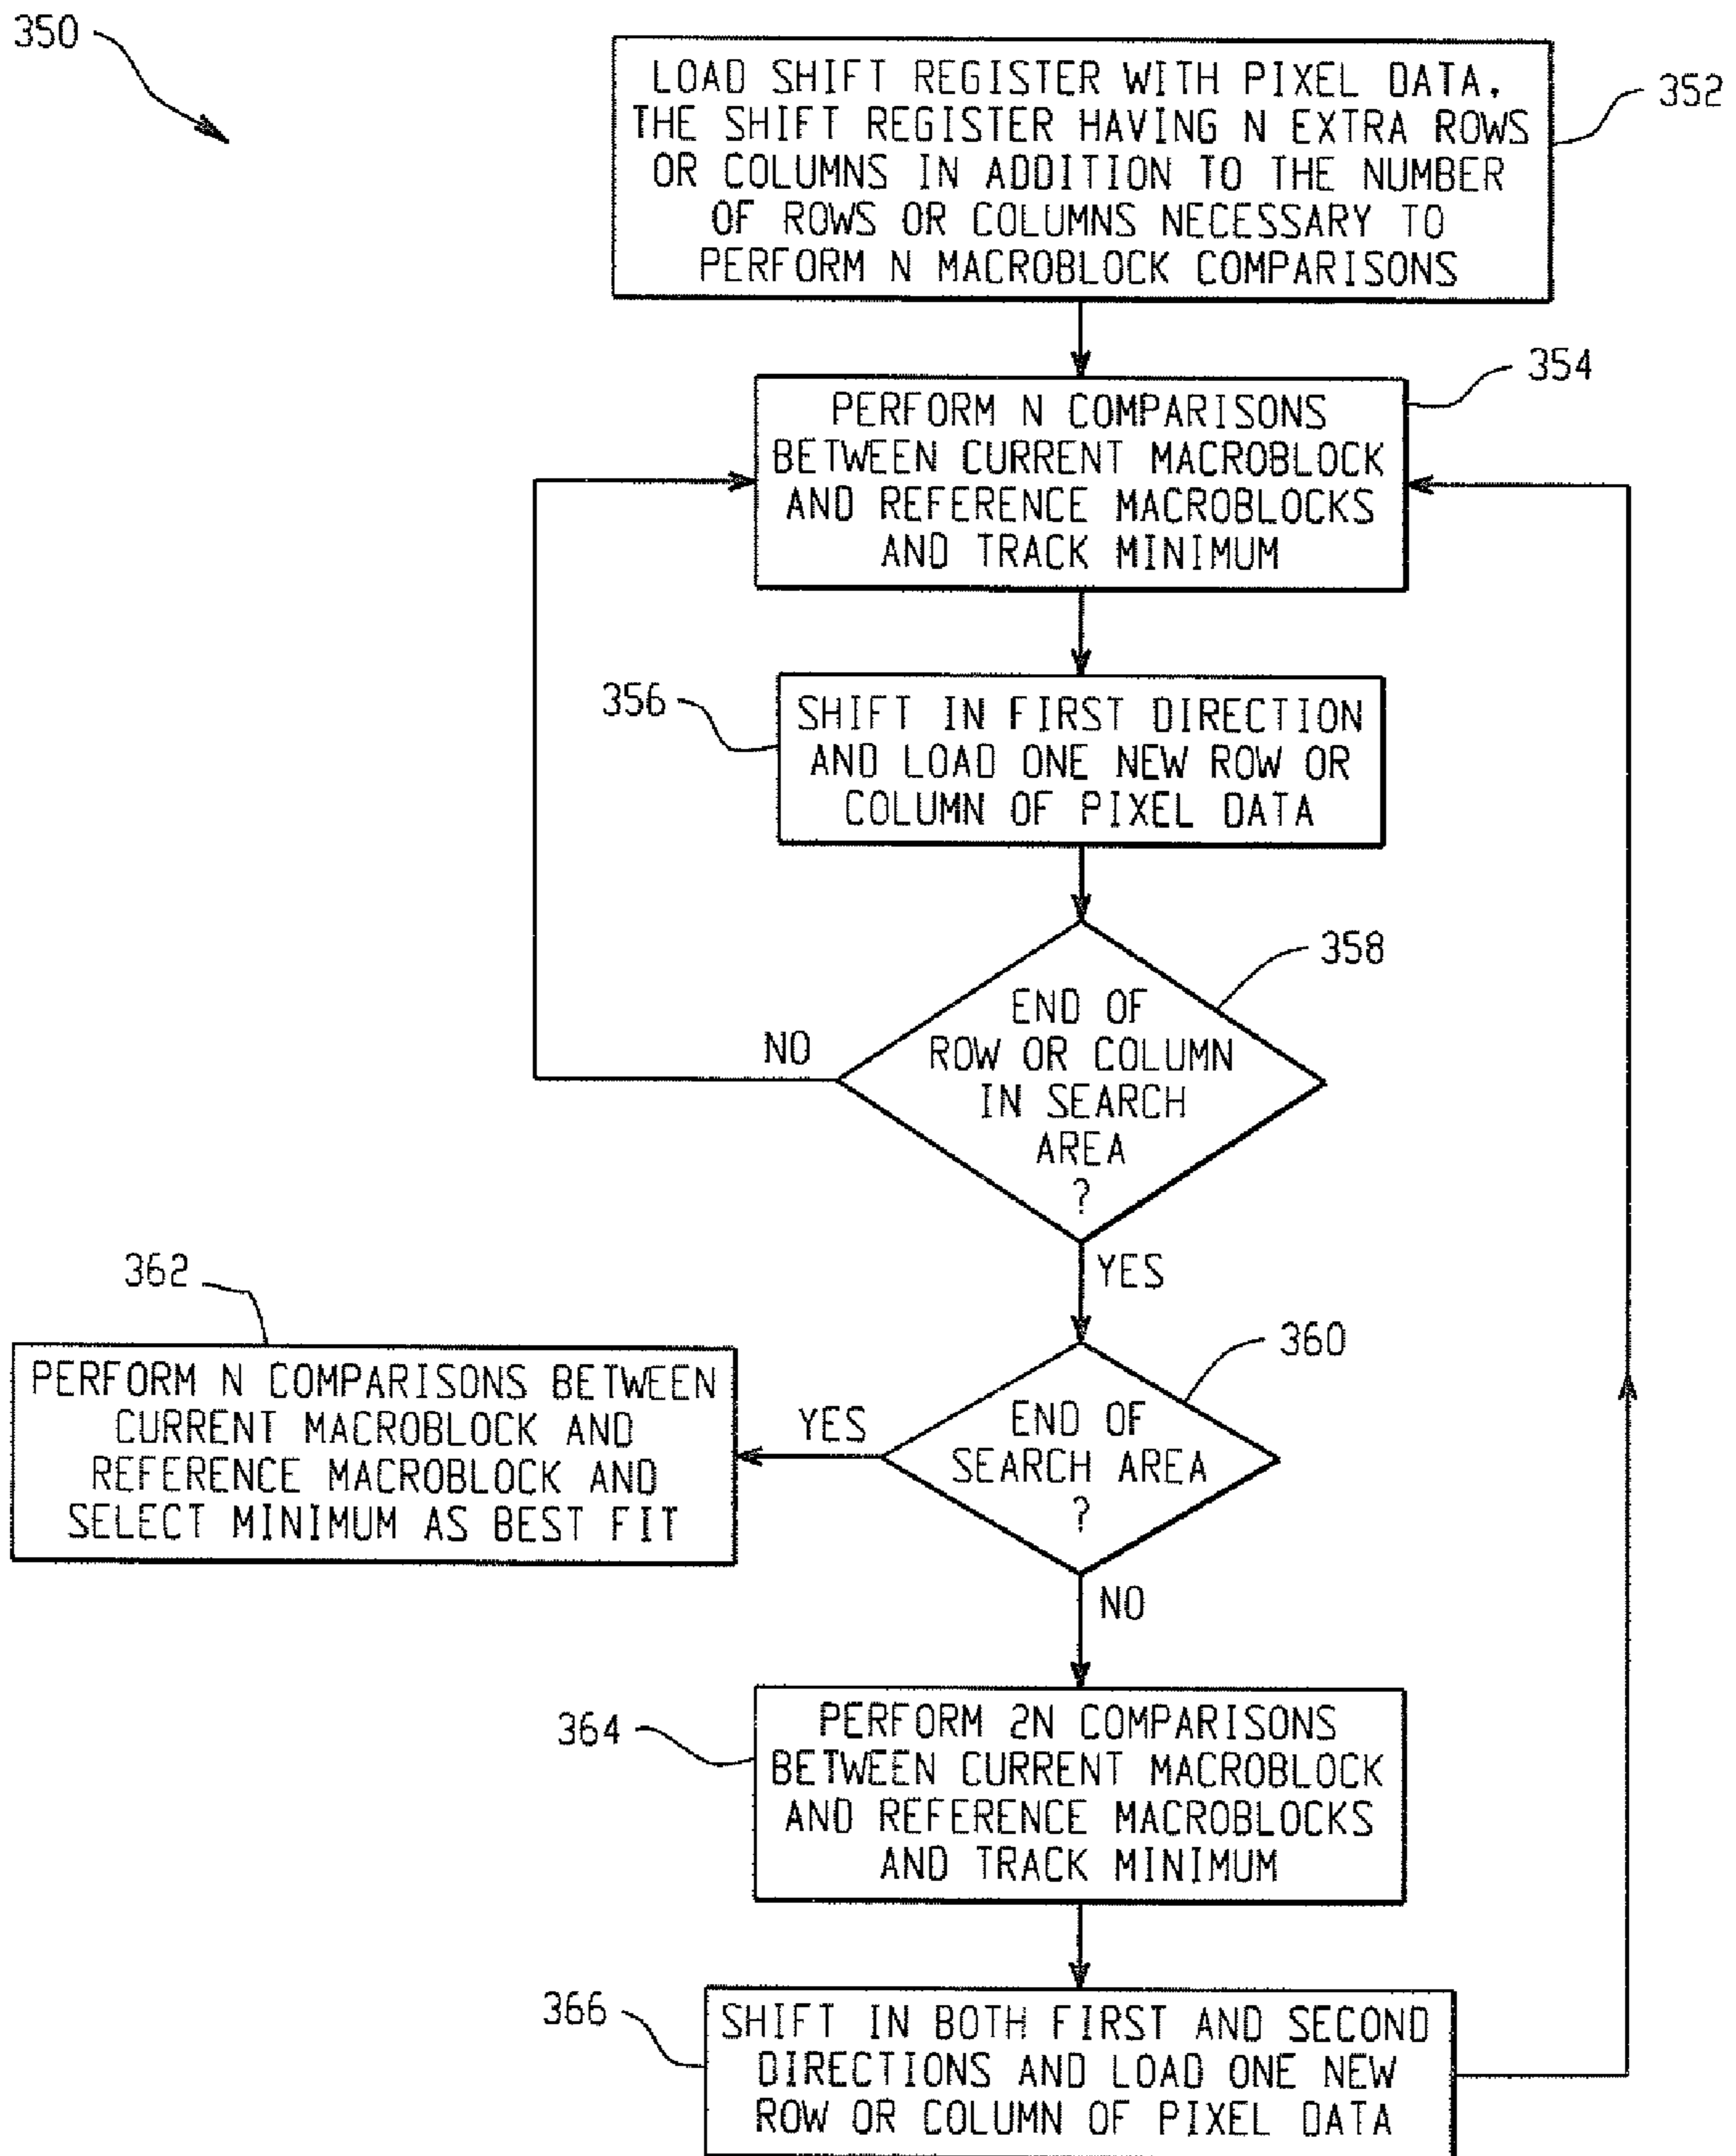 350
LOAD SHIFT REGISTER WITH PIXEL DATA.
THE SHIFT REGISTER HAVING N EXTRA ROWS
OR COLUMNS IN ADDITION TO THE NUMBER
OF ROWS OR COLUMNS NECESSARY TO
PERFORM N MACROBLOCK COMPARISONS
352
PERFORM N COMPARISONS
BETWEEN CURRENT MACROBLOCK
AND REFERENCE MACROBLOCKS
AND TRACK MINIMUM
354
356
SHIFT IN FIRST DIRECTION
AND LOAD ONE NEW ROW OR
COLUMN OF PIXEL DATA
358
END OF
ROW OR COLUMN
IN SEARCH
AREA
?
NO
YES
362
PERFORM N COMPARISONS BETWEEN
CURRENT MACROBLOCK AND
REFERENCE MACROBLOCK AND
SELECT MINIMUM AS BEST FIT
360
END OF
SEARCH AREA
?
YES
NO
364
PERFORM 2N COMPARISONS
BETWEEN CURRENT MACROBLOCK
AND REFERENCE MACROBLOCKS
AND TRACK MINIMUM
366
SHIFT IN BOTH FIRST AND SECOND
DIRECTIONS AND LOAD ONE NEW
ROW OR COLUMN OF PIXEL DATA